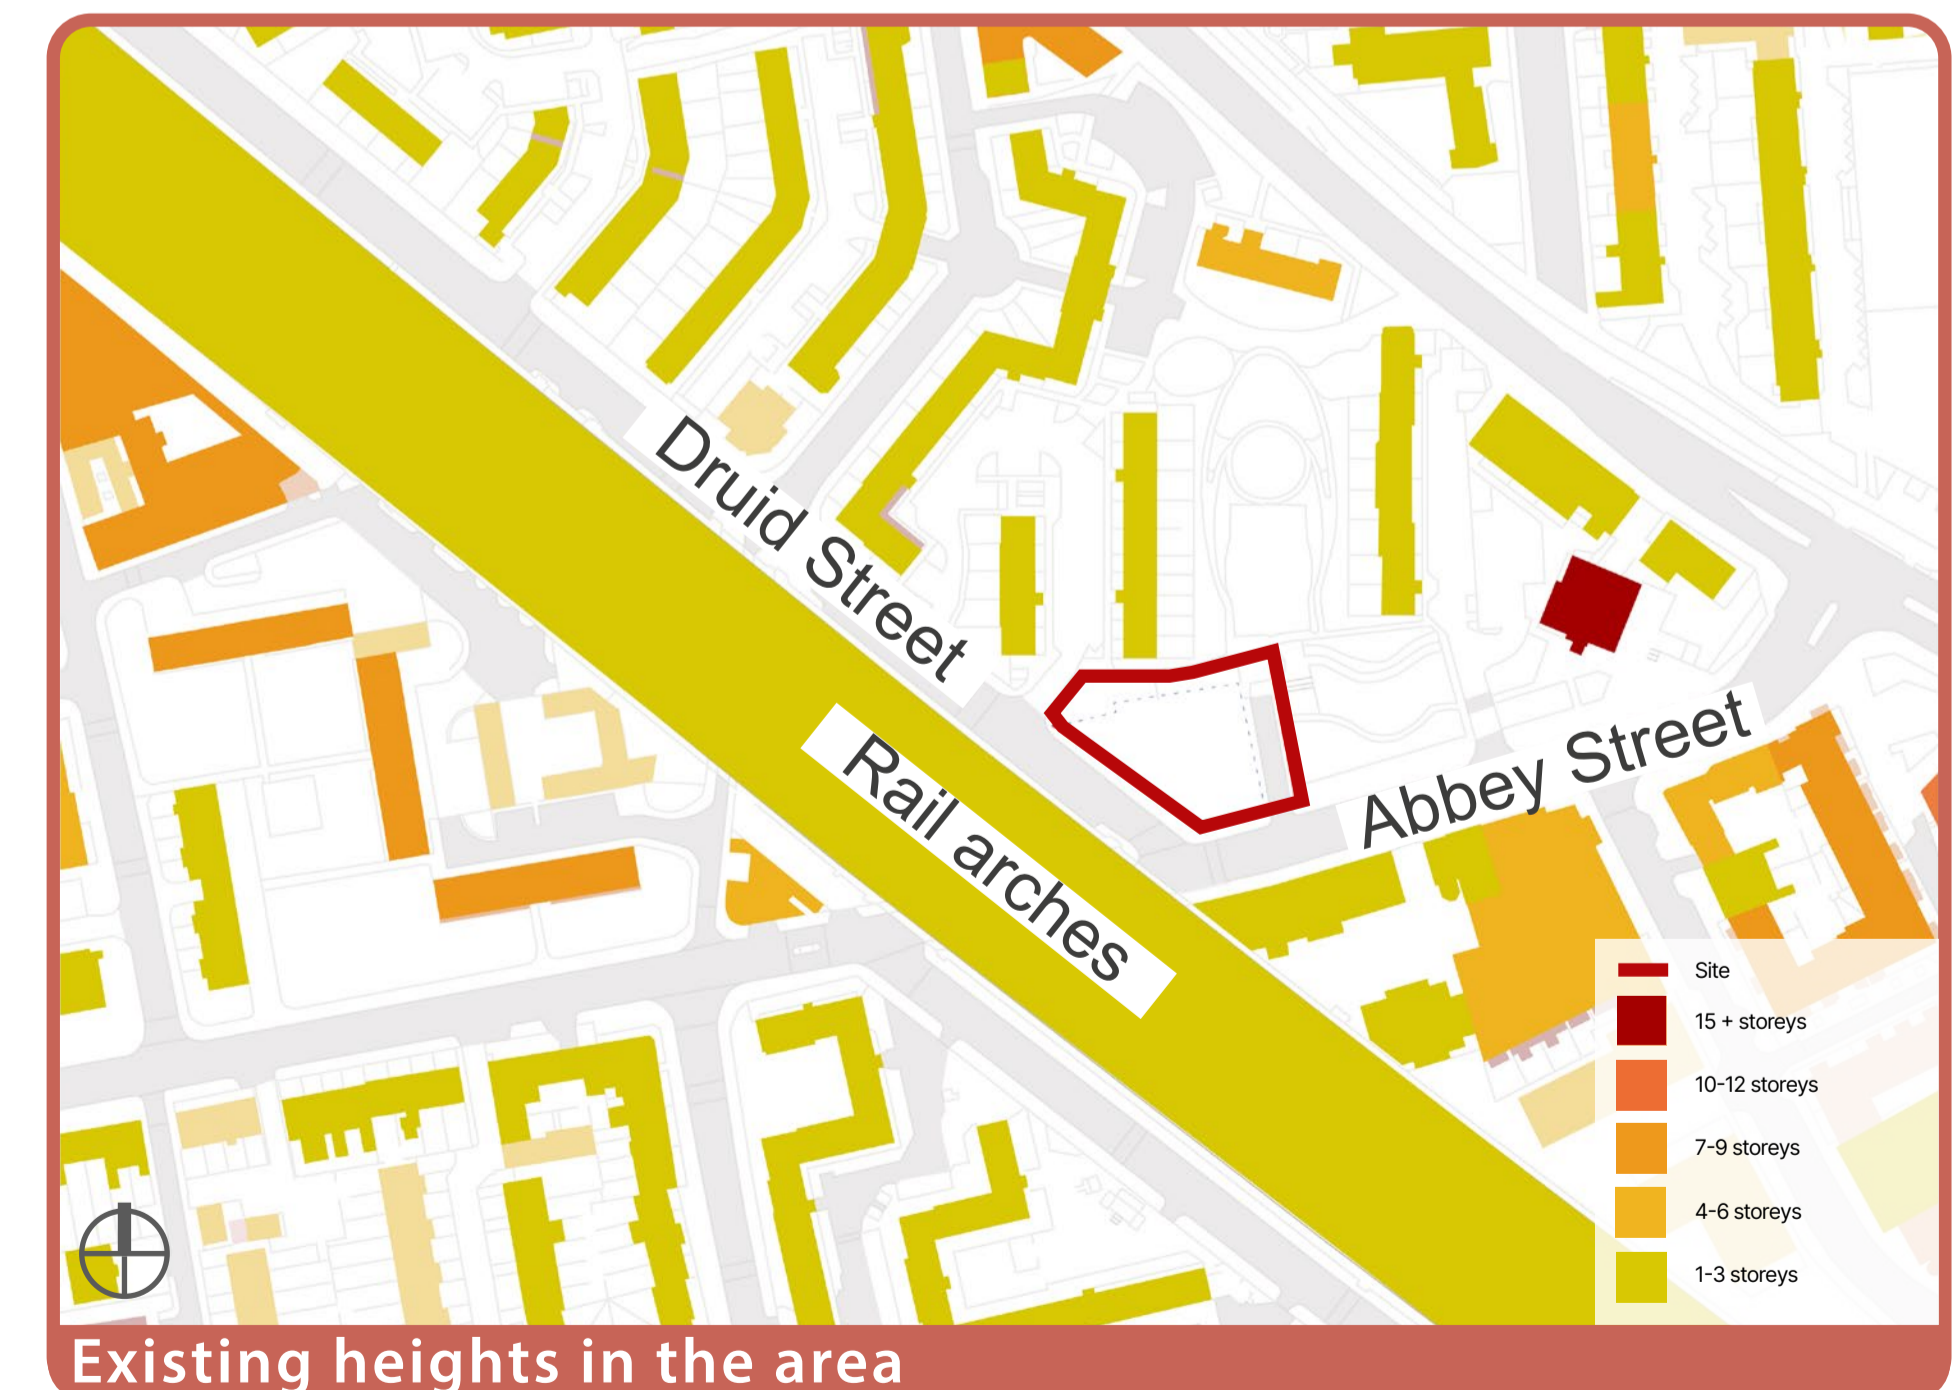 Druid Street
Rail arches
Abbey Street
Site
15 + storeys
10-12 storeys
7-9 storeys
4-6 storeys
1-3 storeys
Existing heights in the area